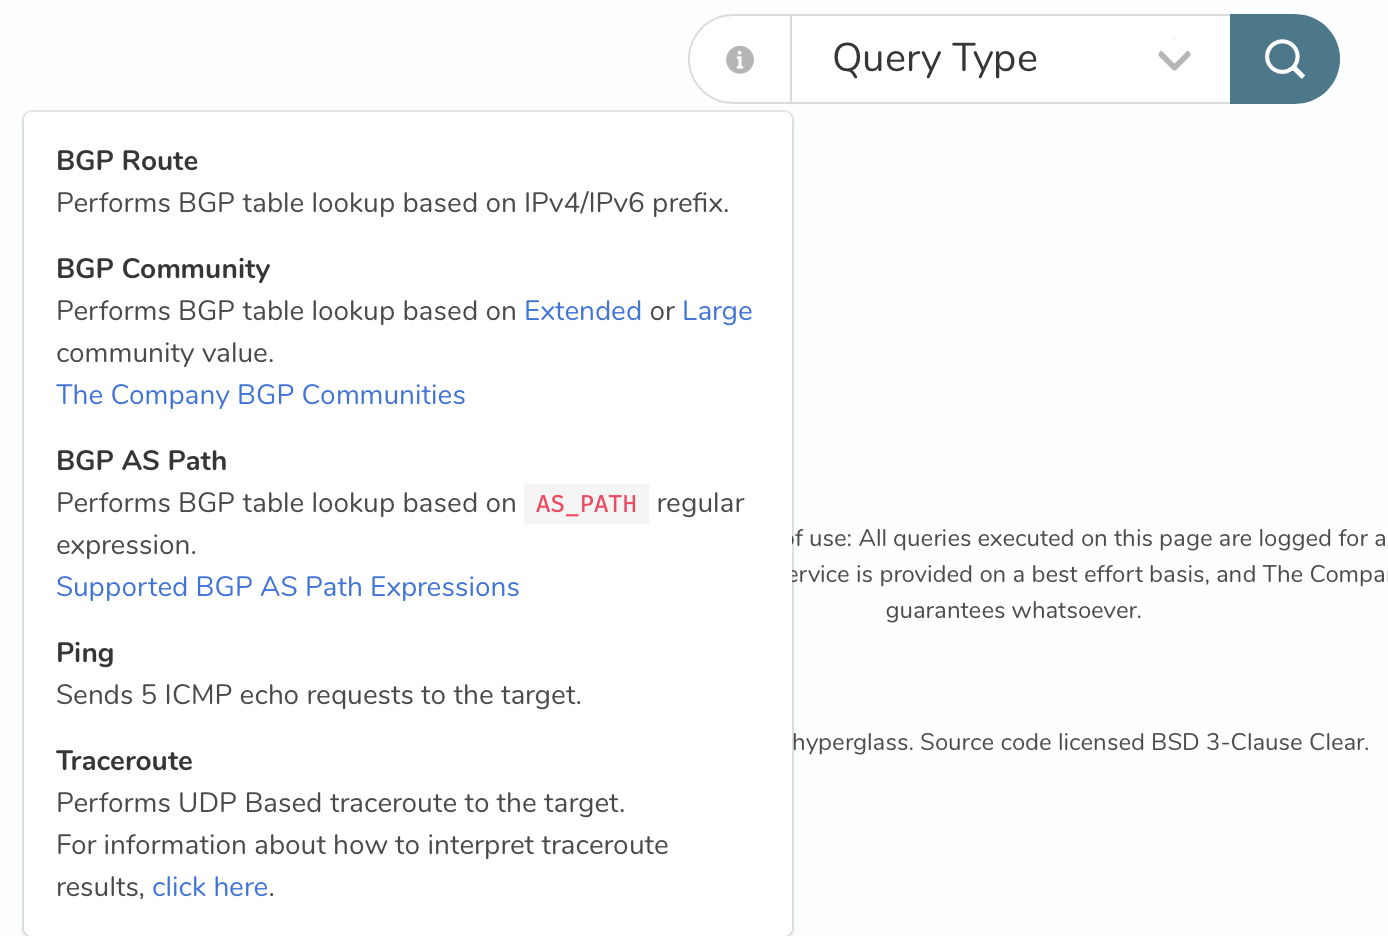 Query Type
BGP Route
Performs BGP table lookup based on IPv4/IPv6 prefix.
BGP Community
Performs BGP table lookup based on Extended or Large
community value.
The Company BGP Communities
BGP AS Path
Performs BGP table lookup based on AS_PATH regular
expression.
Supported BGP AS Path Expressions
Ping
Sends 5 ICMP echo requests to the target.
Traceroute
Performs UDP Based traceroute to the target.
For information about how to interpret traceroute
results, click here.
of use: All queries executed on this page are logged for a
ervice is provided on a best effort basis, and The Compa
guarantees whatsoever.
hyperglass. Source code licensed BSD 3-Clause Clear.